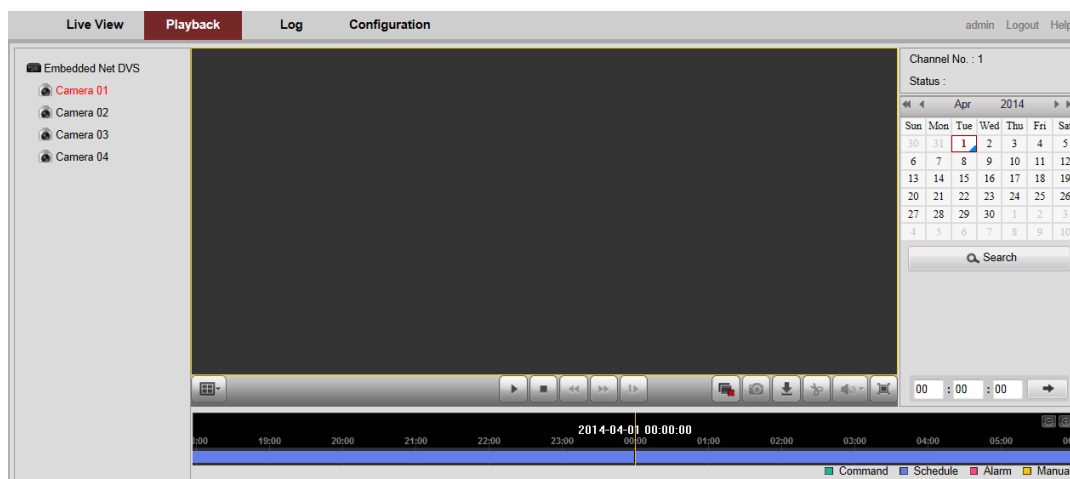 Live View Playback Log Configuration admin Logout Help
Embedded Net DVS
Camera 01
Camera 02
Camera 03
Camera 04
Channel No. : 1
Status :
Apr 2014
Sun Mon Tue Wed Thu Fri Sat
30 31 1 2 3 4 5
6 7 8 9 10 11 12
13 14 15 16 17 18 19
20 21 22 23 24 25 26
27 28 29 30 1 2 3
4 5 6 7 8 9 10
Search
00 : 00 : 00
2014-04-01 00:00:00
:00 19:00 20:00 21:00 22:00 23:00 00:00 01:00 02:00 03:00 04:00 05:00 0
Command Schedule Alarm Manua